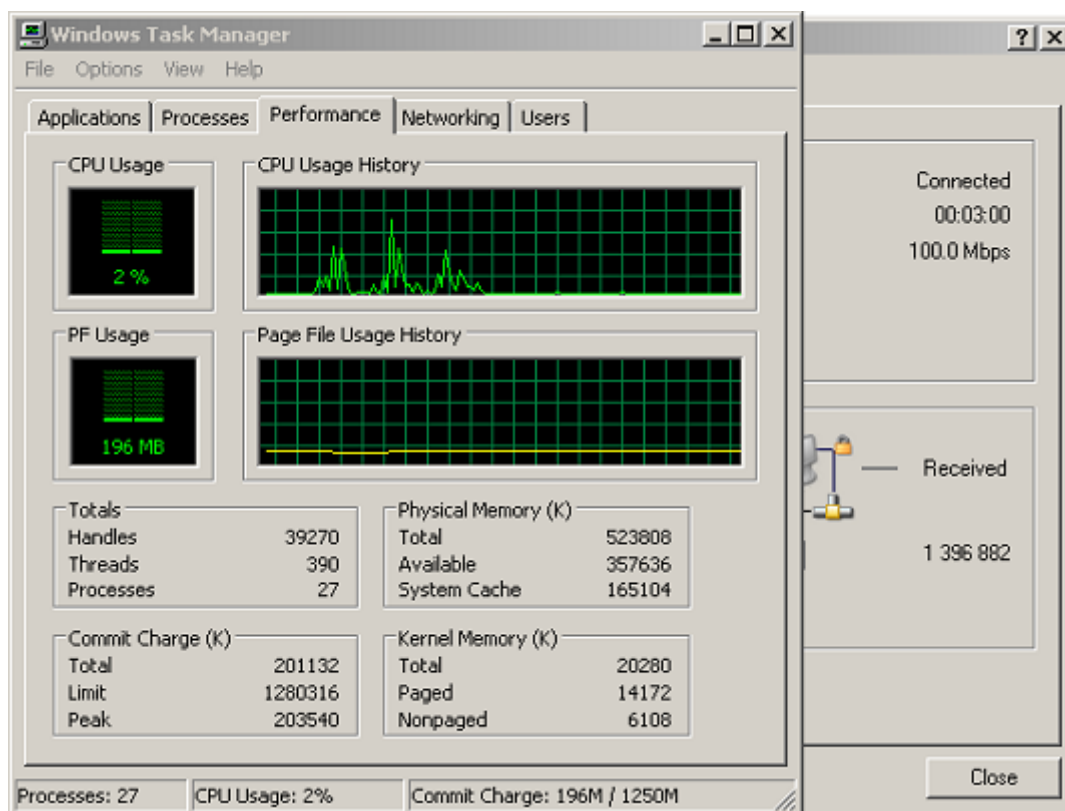 Windows Task Manager
File Options View Help
Applications Processes Performance Networking Users
CPU Usage
2 %
CPU Usage History
PF Usage
196 MB
Page File Usage History
Totals
Handles 39270
Threads 390
Processes 27
Physical Memory (K)
Total 523808
Available 357636
System Cache 165104
Commit Charge (K)
Total 201132
Limit 1280316
Peak 203540
Kernel Memory (K)
Total 20280
Paged 14172
Nonpaged 6108
Processes: 27 CPU Usage: 2% Commit Charge: 196M / 1250M
Connected
00:03:00
100.0 Mbps
Received
1 396 882
Close